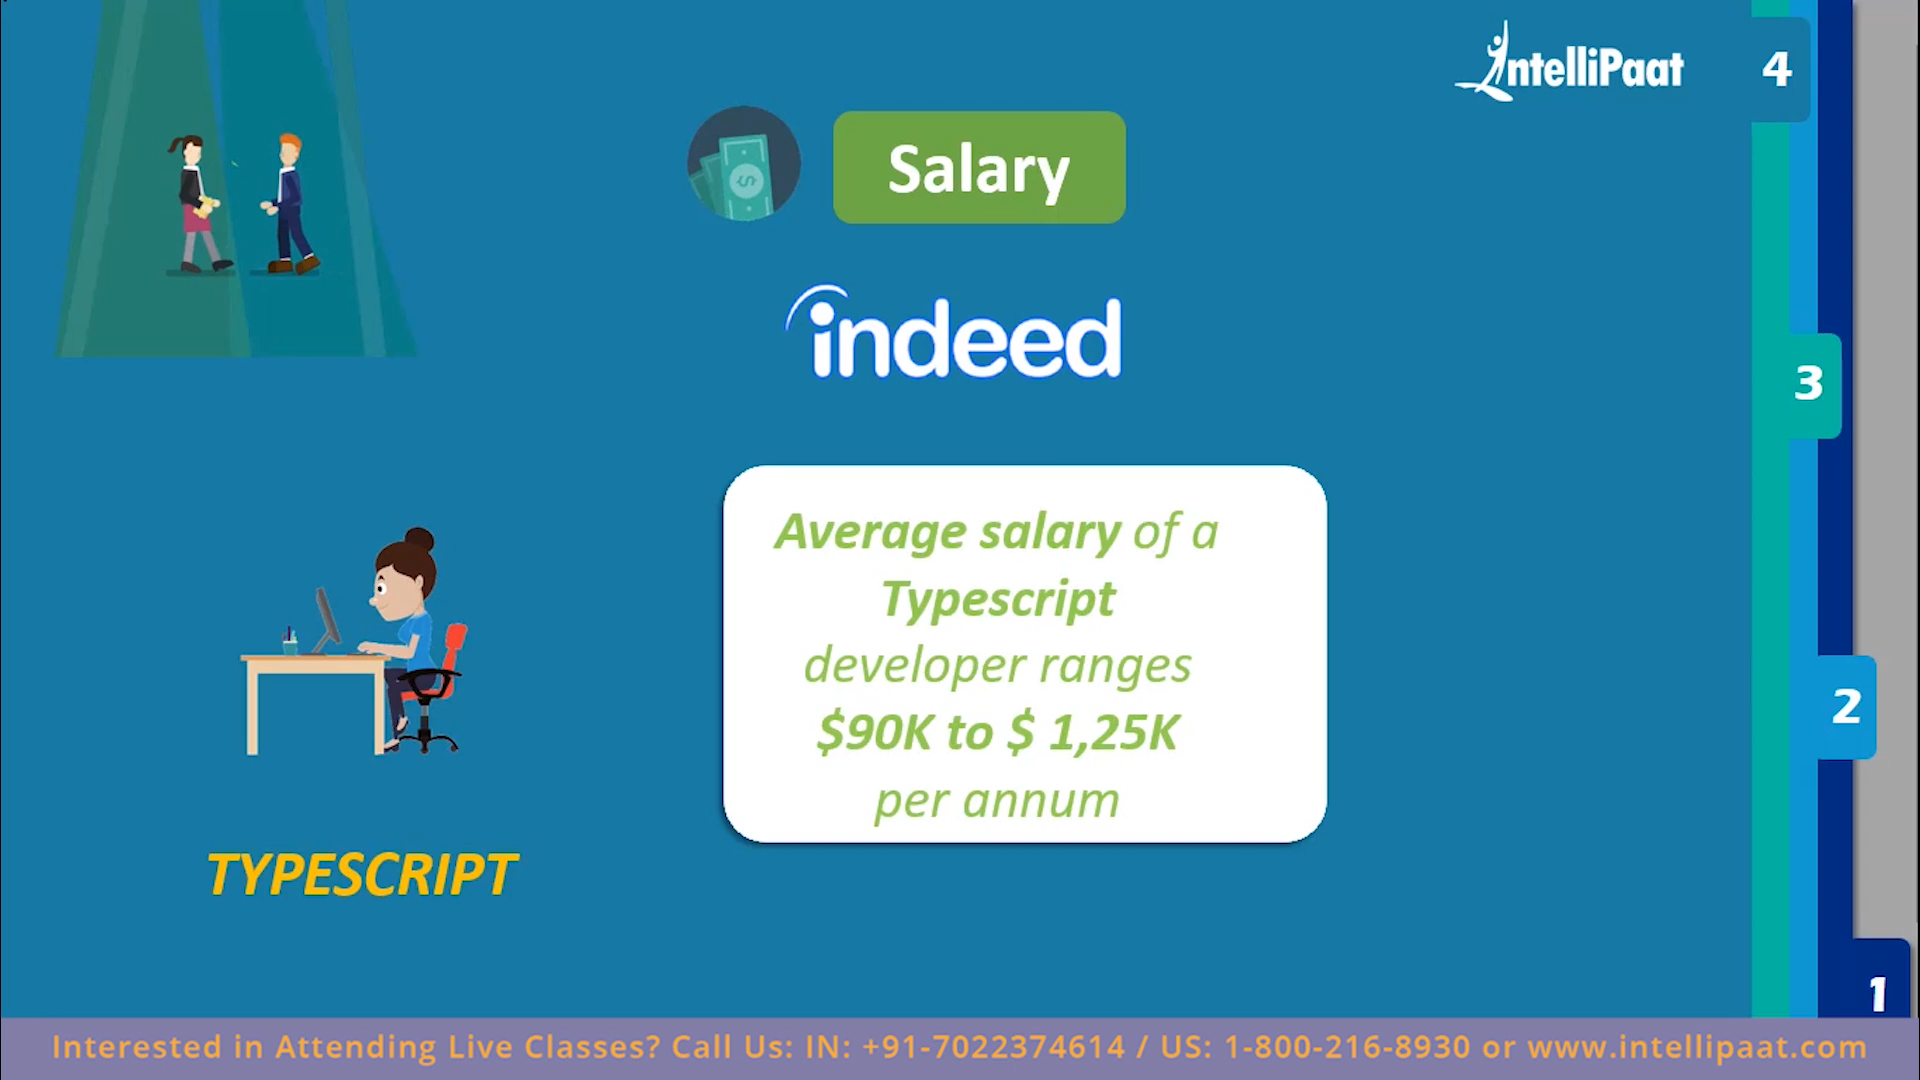 IntelliPaat
4
Salary
indeed
3
Average salary of a
Typescript
developer ranges
$90K to $ 1,25K
per annum
2
TYPESCRIPT
1
Interested in Attending Live Classes? Call Us: IN: +91-7022374614 / US: 1-800-216-8930 or www.intellipaat.com